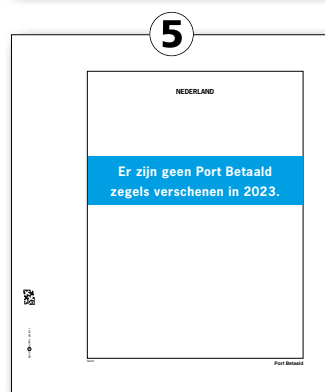 5
NEDERLAND
Er zijn geen Port Betaald
zegels verschenen in 2023.
Port Betaald